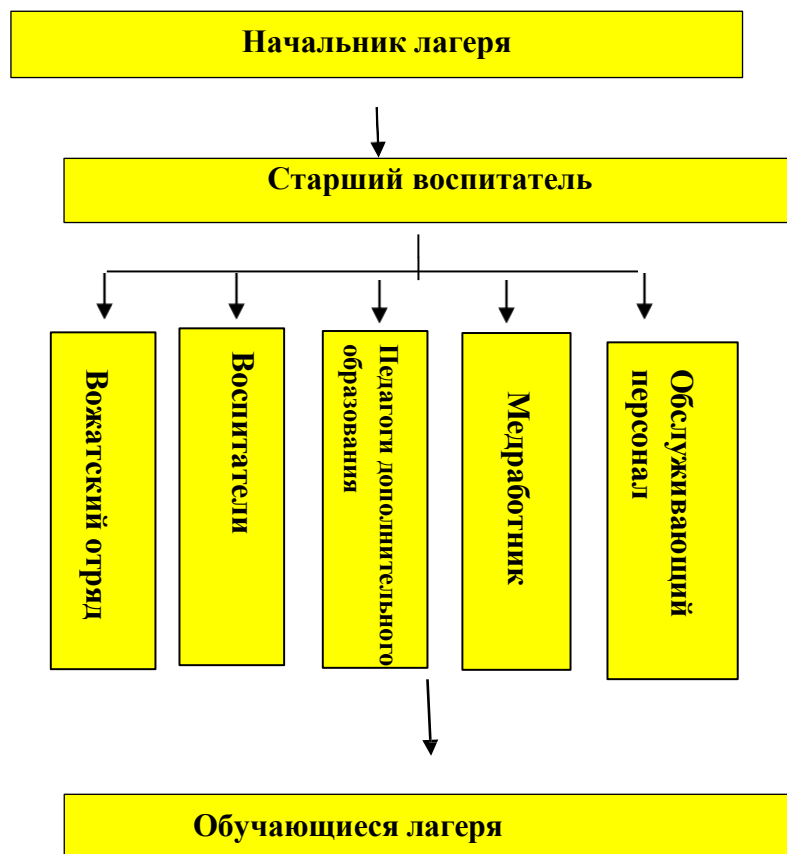 Начальник лагеря
Старший воспитатель
Вожатский отряд
Воспитатели
Педагоги дополнительного
образования
Медработник
Обслуживающий
персонал
Обучающиеся лагеря